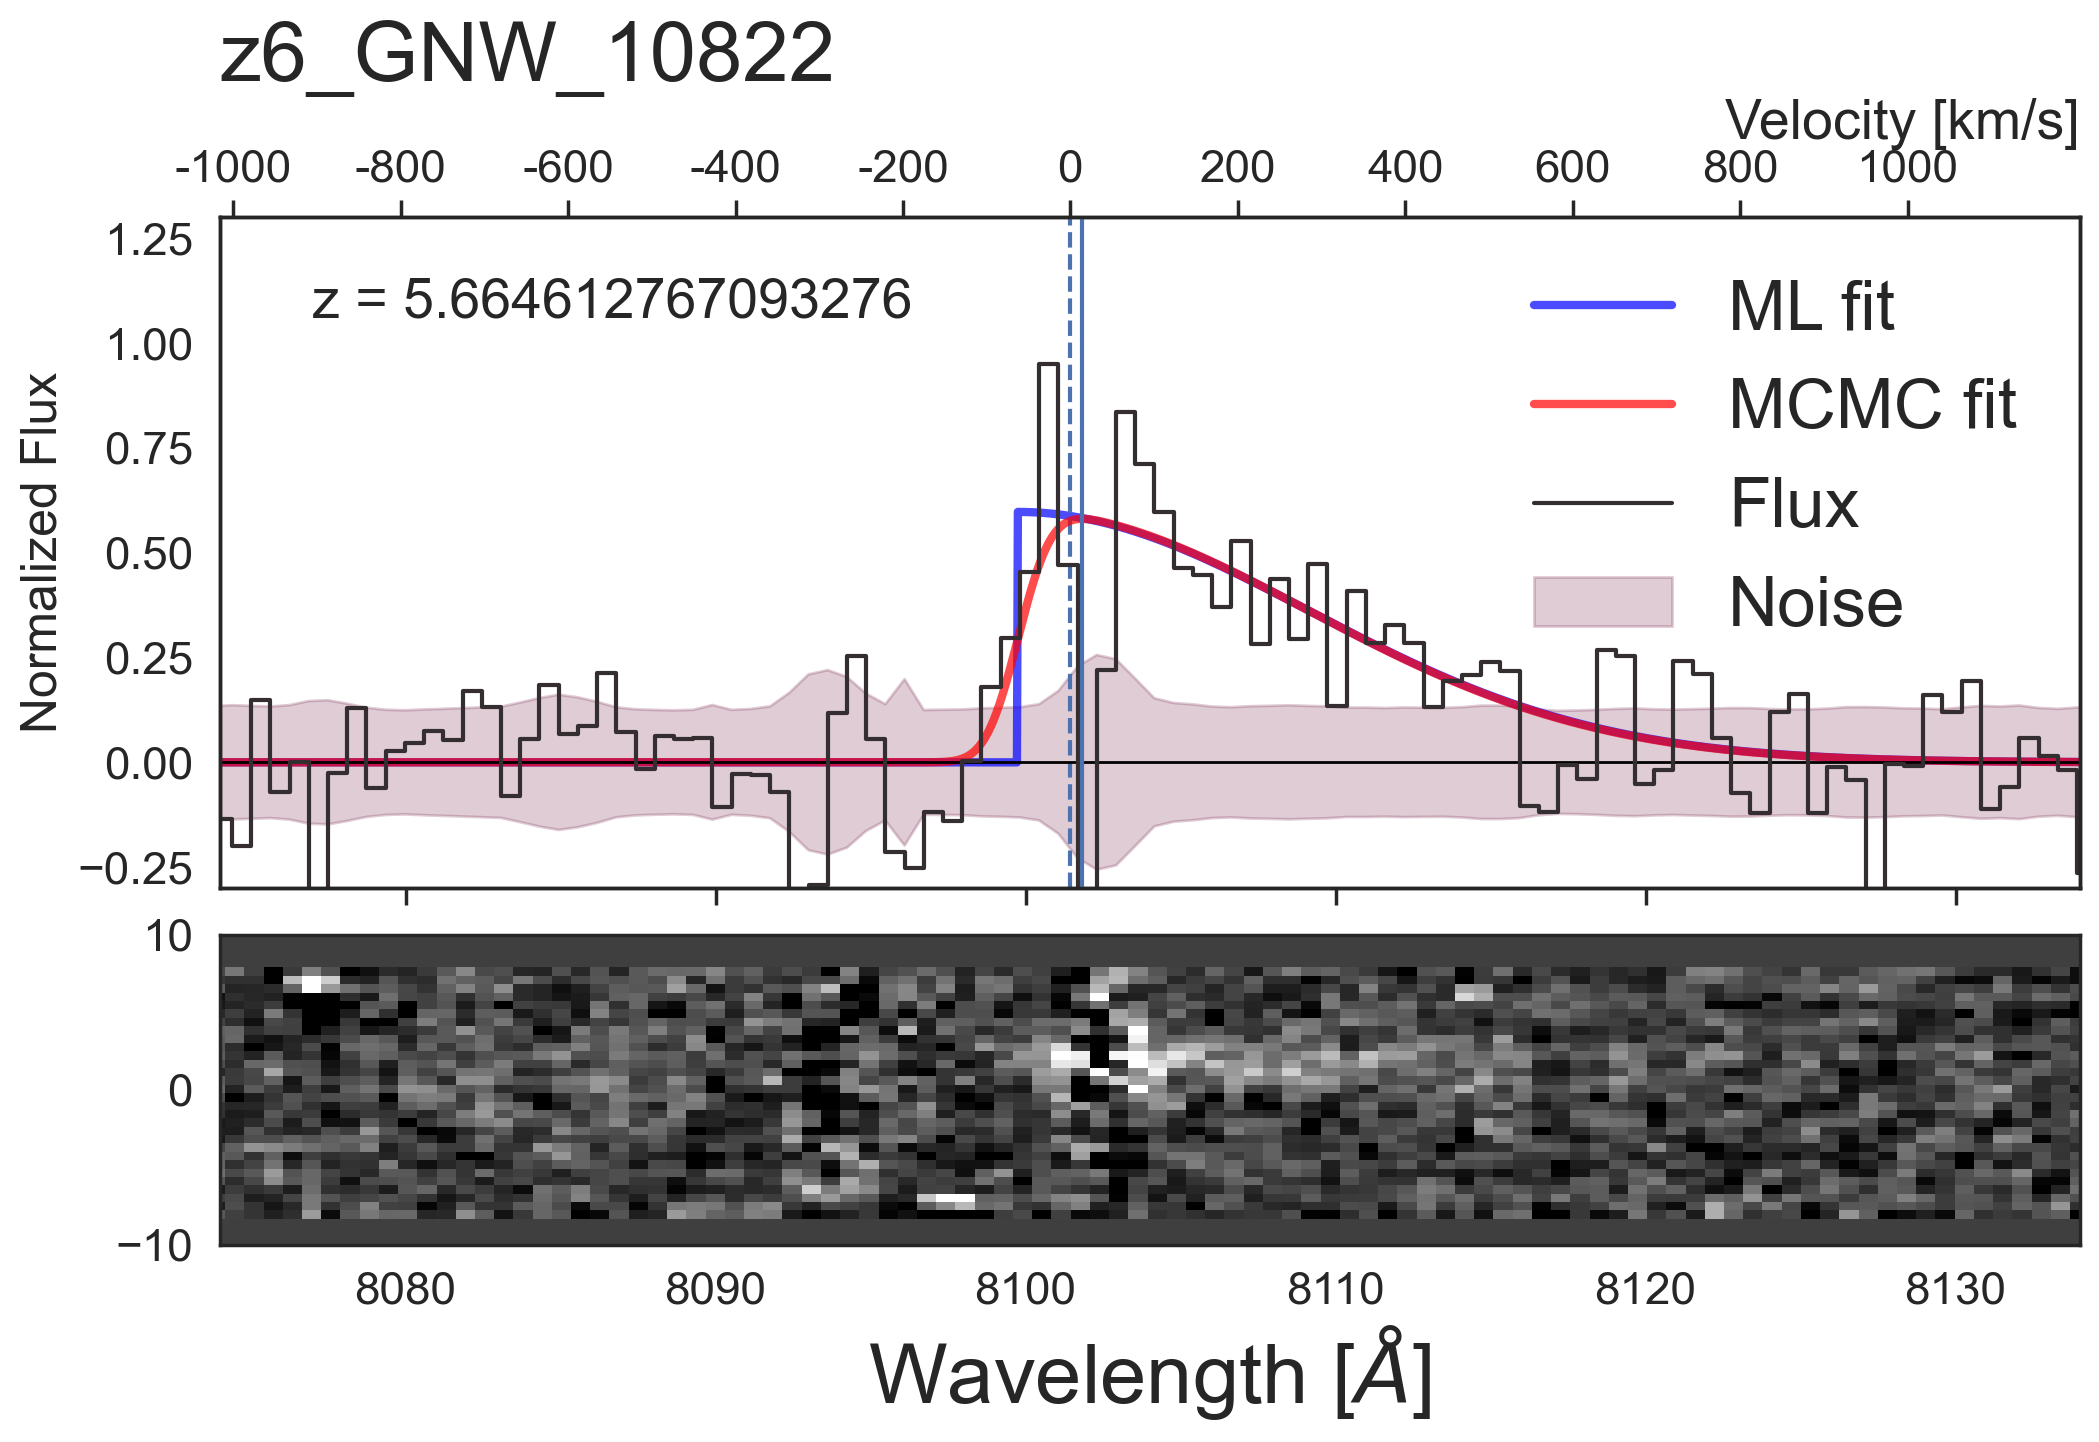 z6_GNW_10822
Velocity [km/s]
-1000 -800 -600 -400 -200 0 200 400 600 800 1000
1.25
1.00
0.75
0.50
0.25
0.00
−0.25
Normalized Flux
z = 5.664612767093276
ML fit
MCMC fit
Flux
Noise
10
0
−10
8080 8090 8100 8110 8120 8130
Wavelength [Å]